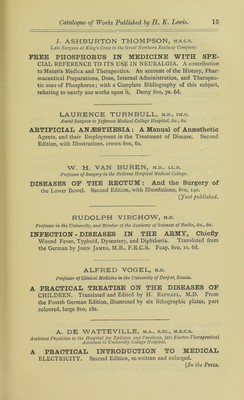 Catalogue of Works Published by H. K. Lewis. 15
J. ASHBURTON THOMPSON, M.R.C.S.
Late Surgeon at King's Cross to the Great Northern Railway Company.
FREE PHOSPHORUS IN MEDICINE WITH SPE-
CIAL REFERENCE TO ITS USE IN NEURALGIA. A contribution
to Materia Medica and Therapeutics. An account of the History, Phar-
maceutical Preparations, Dose, Internal Administration, and Therapeu-
tic uses of Phosphorus; with a Complete Bibliography of this subject,
referring to nearly 200 works upon it. Demy 8vo, 7s. 6d.
LAURENCE TURNBULL, M.D., PH.G.
Aural Surgeon to Jefferson Medical College Hospital, &c., &c.
ARTIFICIAL ANÆSTHESIA: A Manual of Anæsthetic
Agents, and their Employment in the Treatment of Disease. Second
Edition, with Illustrations, crown 8vo, 6s.
W. H. VAN BUREN, M.D., LL.D.
Professor of Surgery in the Bellevue Hospital Medical College.
DISEASES OF THE RECTUM: And the Surgery of
the Lower Bowel. Second Edition, with Illustrations, 8vo, 14s.
[Just published.
RUDOLPH VIRCHOW, M.D.
Professor in the University, and Member of the Academy of Sciences of Berlin, &c., &c.
INFECTION - DISEASES IN THE ARMY, Chiefly
Wound Fever, Typhoid, Dysentery, and Diphtheria. Translated from
the German by JOHN JAMES, M.B., F.R.C.S. Fcap. 8vo, 1s. 6d.
ALFRED VOGEL, M.D.
Professor of Clinical Medicine in the University of Dorpat, Russia.
A PRACTICAL TREATISE ON THE DISEASES OF
CHILDREN. Translated and Edited by H. RAPHAEL, M.D. From
the Fourth German Edition, illustrated by six lithographic plates, part
coloured, large 8vo, 18s.
A. DE WATTEVILLE, M.A., B.SC., M.R.C.S.
Assistant Physician to the Hospital for Epilepsy and Paralysis, late Electro-Therapeutical
Assistant to University College Hospital.
A PRACTICAL INTRODUCTION TO MEDICAL
ELECTRICITY. Second Edition, re-written and enlarged.
[In the Press.